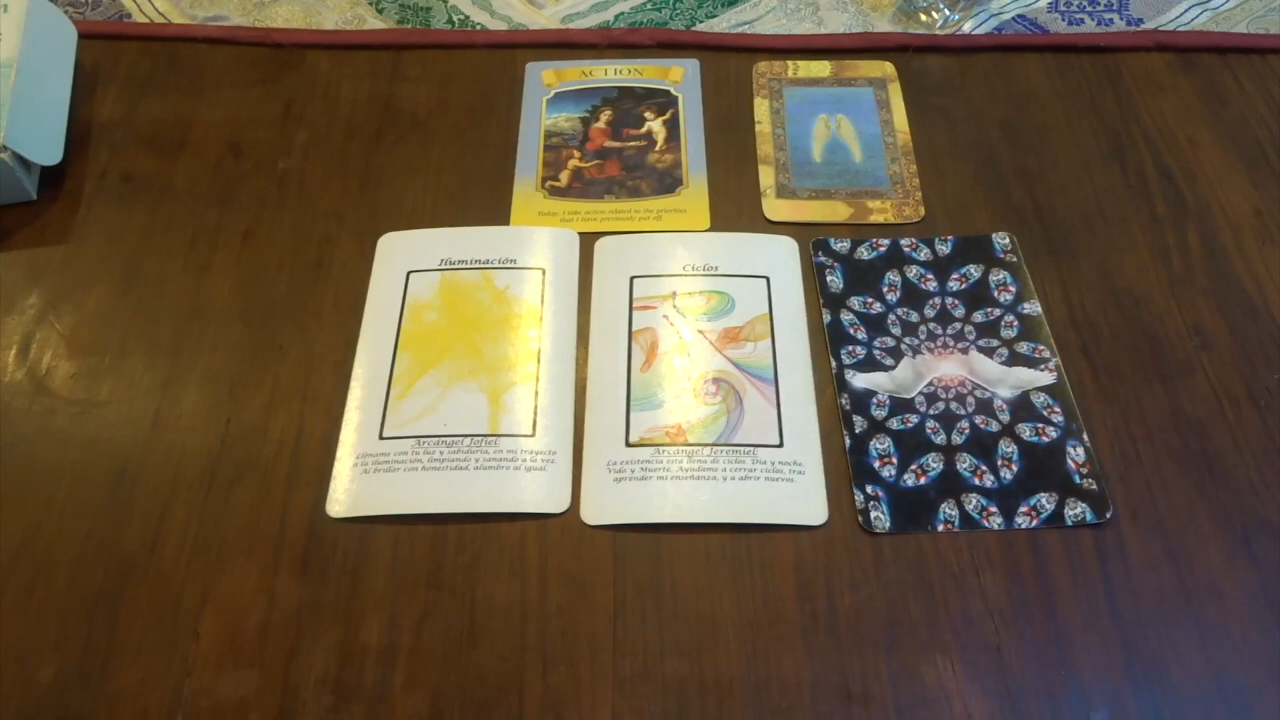 ACTION
Today, I take action related to the priorities
that I have previously put off.
Iluminación
Arcángel Jofiel:
Lléname con tu luz y sabiduría, en mi trayecto
a la iluminación, limpiando y sanando a la vez.
Al brillar con honestidad, alumbro al igual.
Ciclos
Arcángel Jeremiel:
La existencia está llena de ciclos. Día y noche.
Vida y Muerte. Ayúdame a cerrar ciclos, tras
aprender mi enseñanza, y a abrir nuevos.